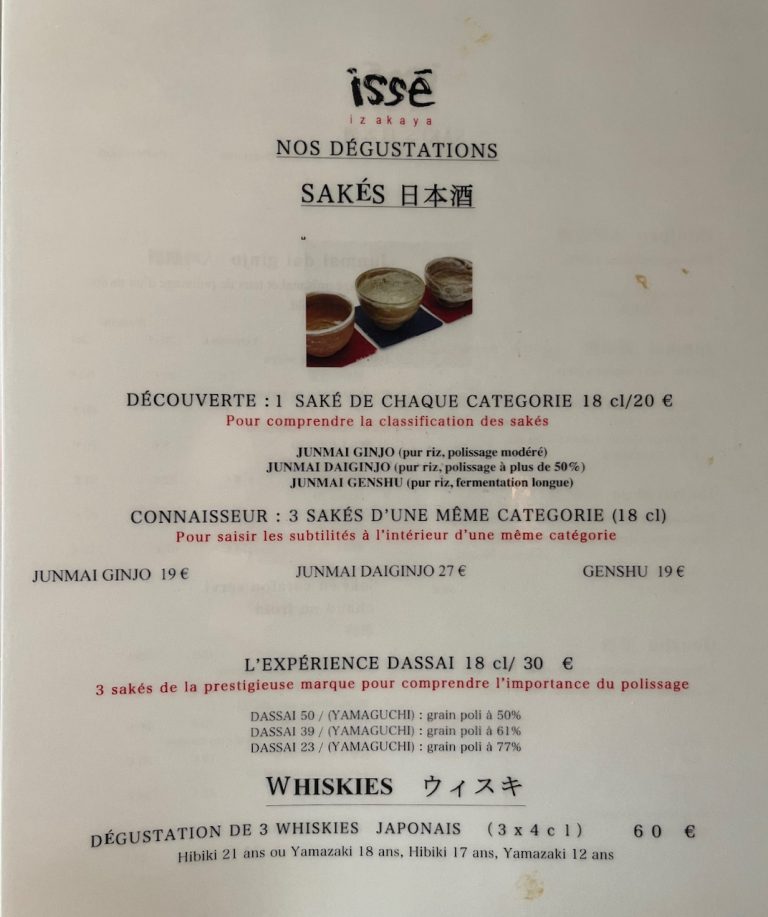 issē
izakaya
NOS DÉGUSTATIONS
SAKÉS 日本酒
DÉCOUVERTE : 1 SAKÉ DE CHAQUE CATEGORIE 18 cl/20 €
Pour comprendre la classification des sakés
JUNMAI GINJO (pur riz, polissage modéré)
JUNMAI DAIGINJO (pur riz, polissage à plus de 50%)
JUNMAI GENSHU (pur riz, fermentation longue)
CONNAISSEUR : 3 SAKÉS D'UNE MÊME CATEGORIE (18 cl)
Pour saisir les subtilités à l'intérieur d'une même catégorie
JUNMAI GINJO 19 € JUNMAI DAIGINJO 27 € GENSHU 19 €
L'EXPÉRIENCE DASSAI 18 cl/ 30 €
3 sakés de la prestigieuse marque pour comprendre l'importance du polissage
DASSAI 50 / (YAMAGUCHI) : grain poli à 50%
DASSAI 39 / (YAMAGUCHI) : grain poli à 61%
DASSAI 23 / (YAMAGUCHI) : grain poli à 77%
WHISKIES ウィスキ
DÉGUSTATION DE 3 WHISKIES JAPONAIS (3x4cl) 60 €
Hibiki 21 ans ou Yamazaki 18 ans, Hibiki 17 ans, Yamazaki 12 ans